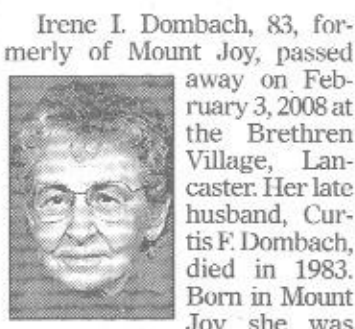 Irene I. Dombach, 83, for-
merly of Mount Joy, passed
away on Feb-
ruary 3, 2008 at
the Brethren
Village, Lan-
caster. Her late
husband, Cur-
tis F. Dombach,
died in 1983.
Born in Mount
Joy she was